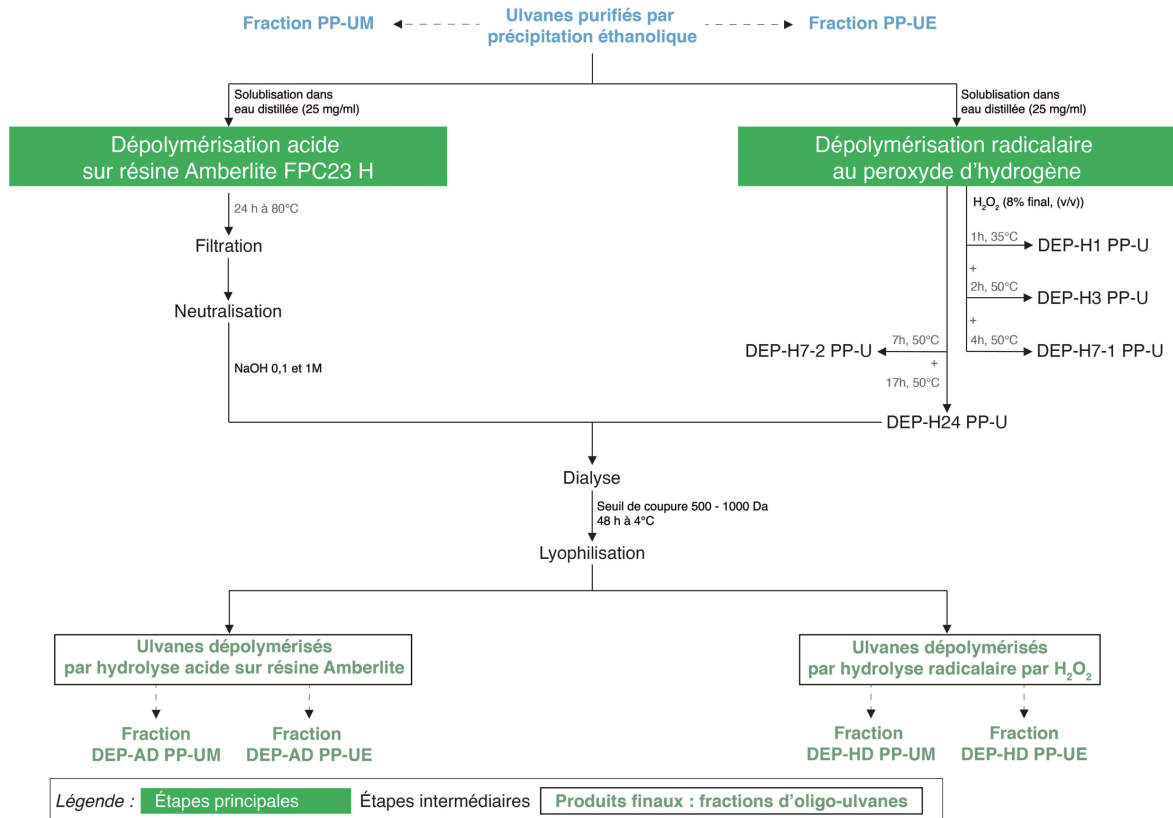 Fraction PP-UM
Ulvanes purifiés par
précipitation éthanolique
Fraction PP-UE
Solublisation dans
eau distillée (25 mg/ml)
Solublisation dans
eau distillée (25 mg/ml)
Dépolymérisation acide
sur résine Amberlite FPC23 H
Dépolymérisation radicalaire
au peroxyde d'hydrogène
24 h à 80°C
Filtration
Neutralisation
NaOH 0,1 et 1M
H₂O₂ (8% final, (v/v))
1h, 35°C
DEP-H1 PP-U
+
2h, 50°C
DEP-H3 PP-U
+
4h, 50°C
DEP-H7-1 PP-U
DEP-H7-2 PP-U
7h, 50°C
+
17h, 50°C
DEP-H24 PP-U
Dialyse
Seuil de coupure 500 - 1000 Da
48 h à 4°C
Lyophilisation
Ulvanes dépolymérisés
par hydrolyse acide sur résine Amberlite
Ulvanes dépolymérisés
par hydrolyse radicalaire par H₂O₂
Fraction
DEP-AD PP-UM
Fraction
DEP-AD PP-UE
Fraction
DEP-HD PP-UM
Fraction
DEP-HD PP-UE
Légende :
Étapes principales
Étapes intermédiaires
Produits finaux : fractions d'oligo-ulvanes